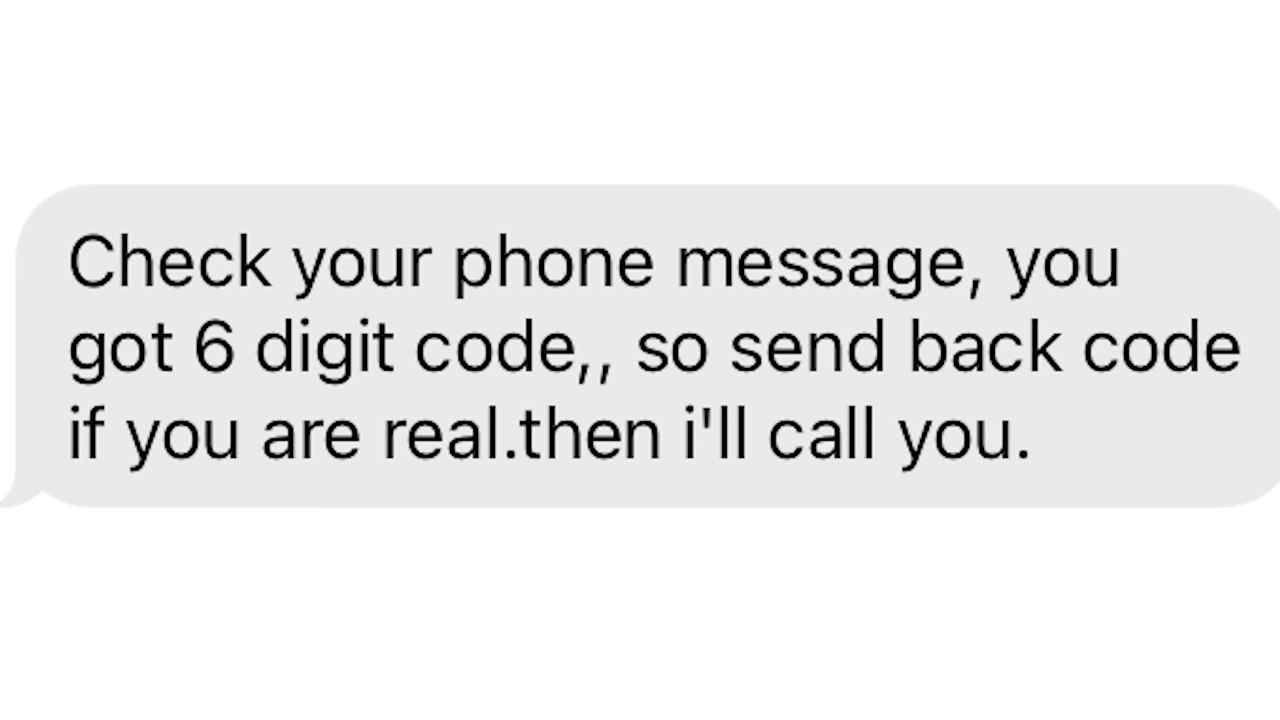 Check your phone message, you
got 6 digit code,, so send back code
if you are real.then i'll call you.